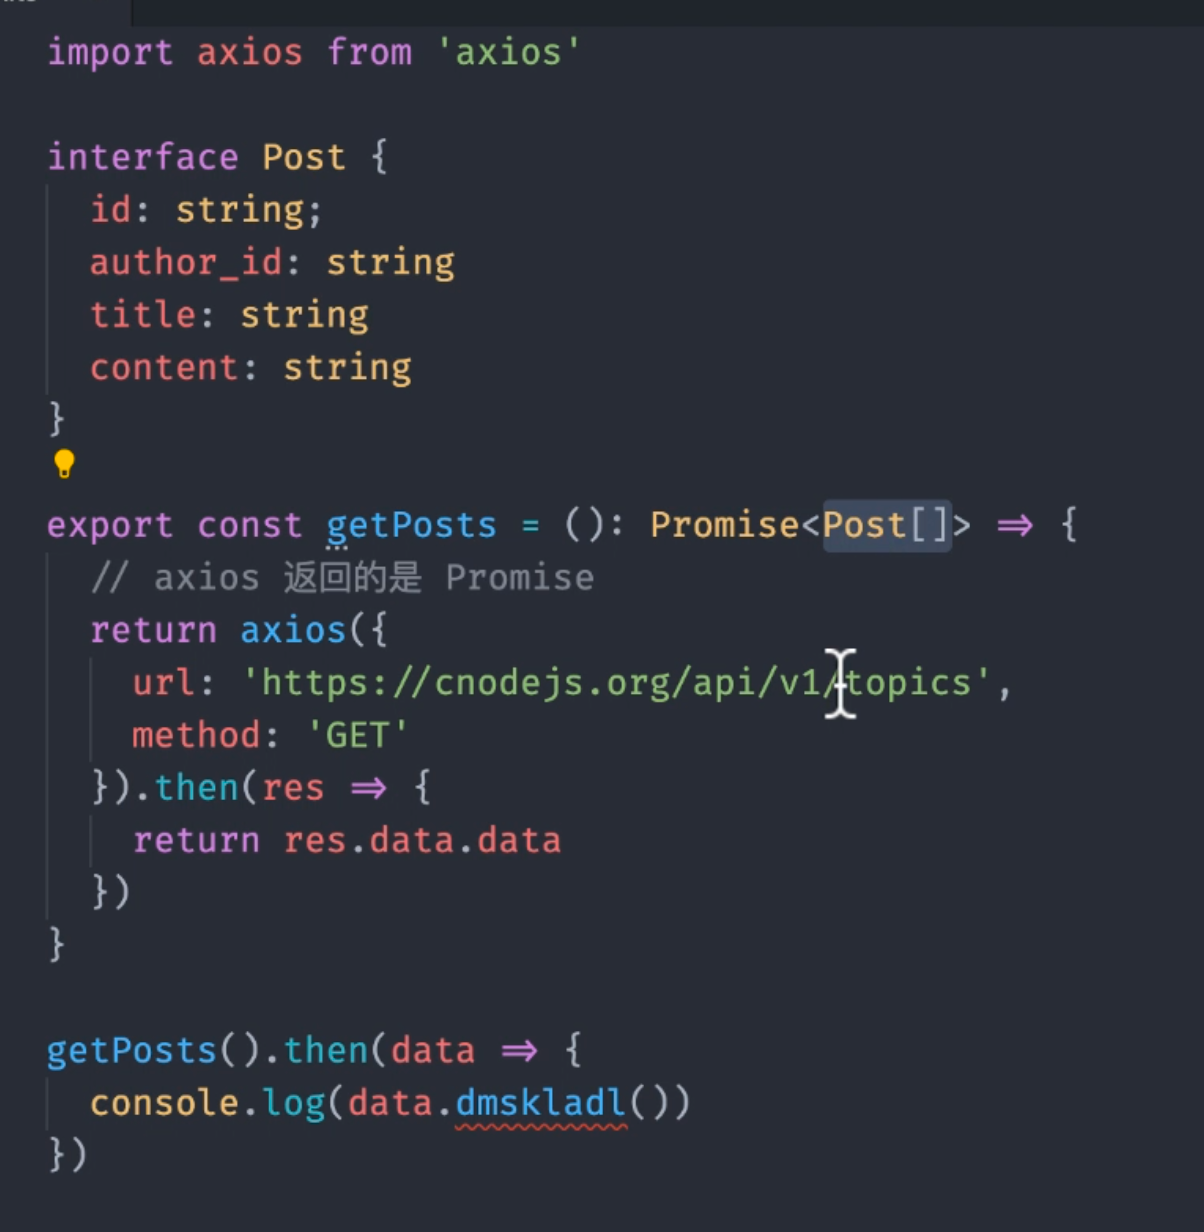 import axios from 'axios'
interface Post {
id: string;
author_id: string
title: string
content: string
}
export const getPosts = (): Promise<Post[]> => {
// axios 返回的是 Promise
return axios({
url: 'https://cnodejs.org/api/v1/topics',
method: 'GET'
}).then(res => {
return res.data.data
})
}
getPosts().then(data => {
console.log(data.dmskladl())
})